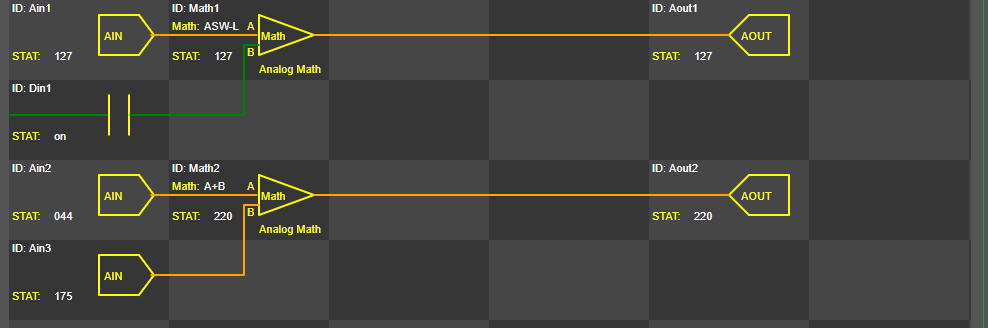 ID: Ain1 ID: Math1 ID: Aout1
AIN Math: ASW-L A Math AOUT
STAT: 127 STAT: 127 B STAT: 127
Analog Math
ID: Din1
STAT: on
ID: Ain2 ID: Math2 ID: Aout2
AIN Math: A+B A Math AOUT
STAT: 044 STAT: 220 B STAT: 220
Analog Math
ID: Ain3
AIN
STAT: 175